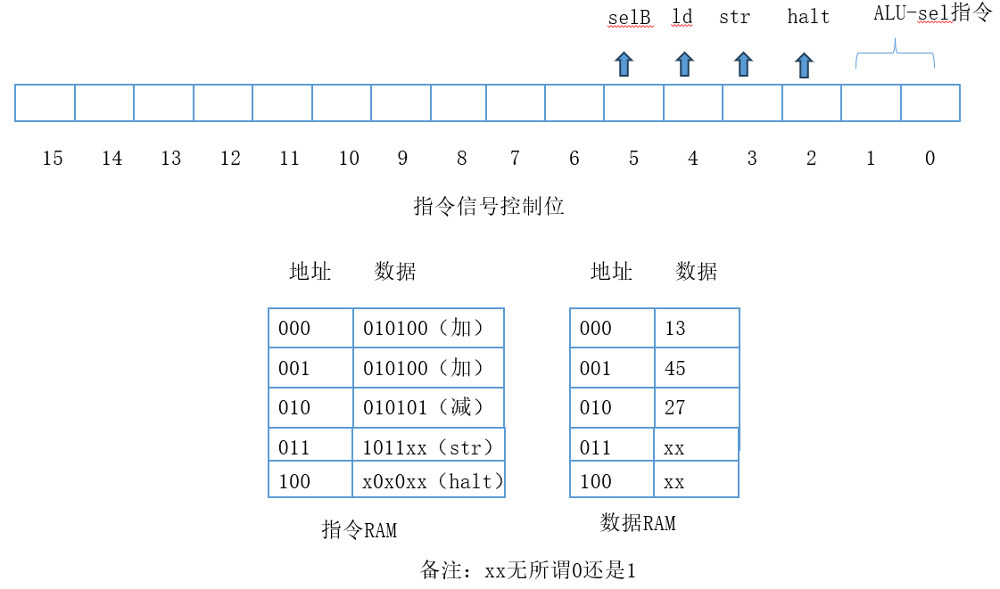 selB ld str halt ALU-sel指令
15 14 13 12 11 10 9 8 7 6 5 4 3 2 1 0
指令信号控制位
地址 数据 地址 数据
000 010100（加） 000 13
001 010100（加） 001 45
010 010101（减） 010 27
011 1011xx（str） 011 xx
100 x0x0xx（halt） 100 xx
指令RAM 数据RAM
备注：xx无所谓0还是1